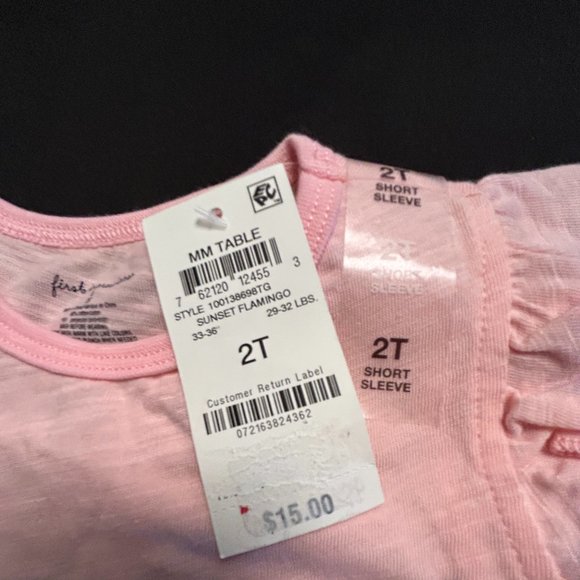 MM TABLE
7 62120 12455 3
STYLE 100138698TG
SUNSET FLAMINGO
33-36" 29-32 LBS.
2T
Customer Return Label
072163824362
$15.00
2T
SHORT
SLEEVE
2T
SHORT
SLEEVE
2T
SHORT
SLEEVE
first